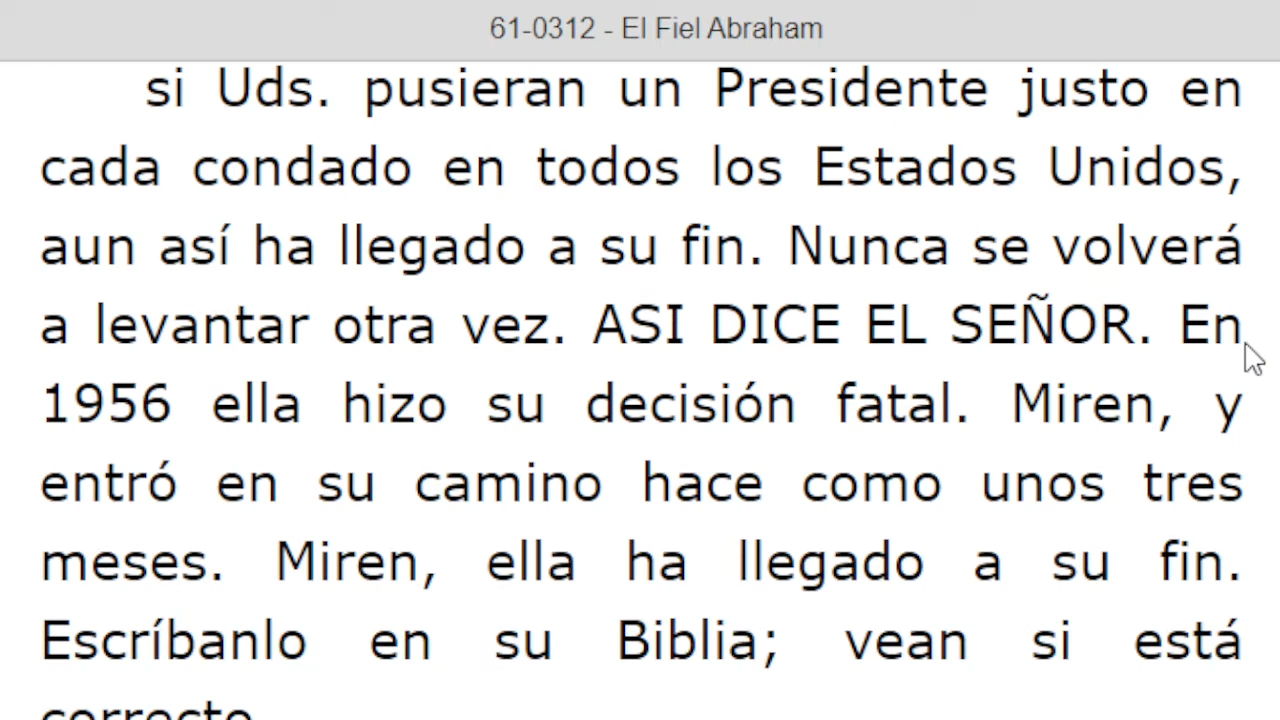 61-0312 - El Fiel Abraham
si Uds. pusieran un Presidente justo en
cada condado en todos los Estados Unidos,
aun así ha llegado a su fin. Nunca se volverá
a levantar otra vez. ASI DICE EL SEÑOR. En
1956 ella hizo su decisión fatal. Miren, y
entró en su camino hace como unos tres
meses. Miren, ella ha llegado a su fin.
Escríbanlo en su Biblia; vean si está
correcto